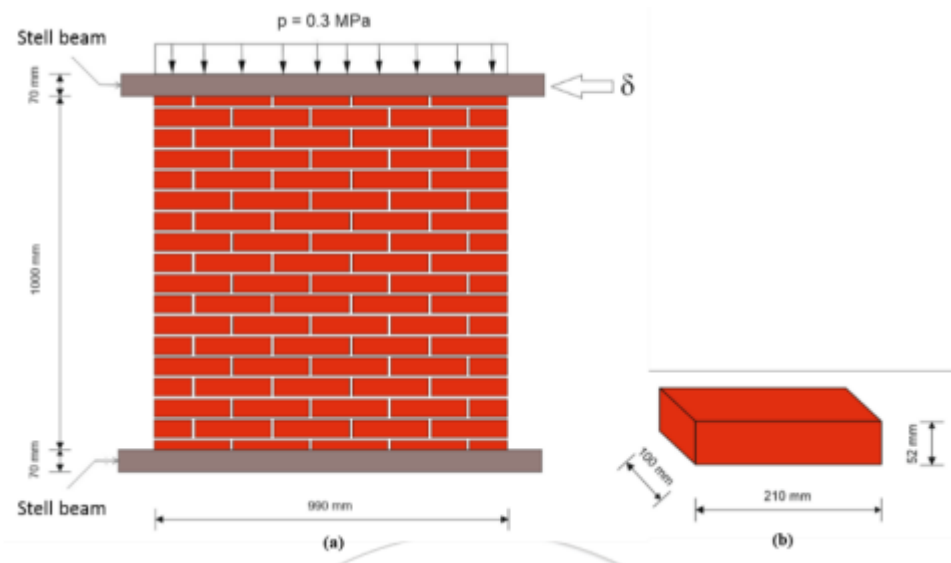 p = 0.3 MPa
Stell beam
70 mm
δ
1000 mm
70 mm
Stell beam
990 mm
(a)
100 mm
210 mm
52 mm
(b)